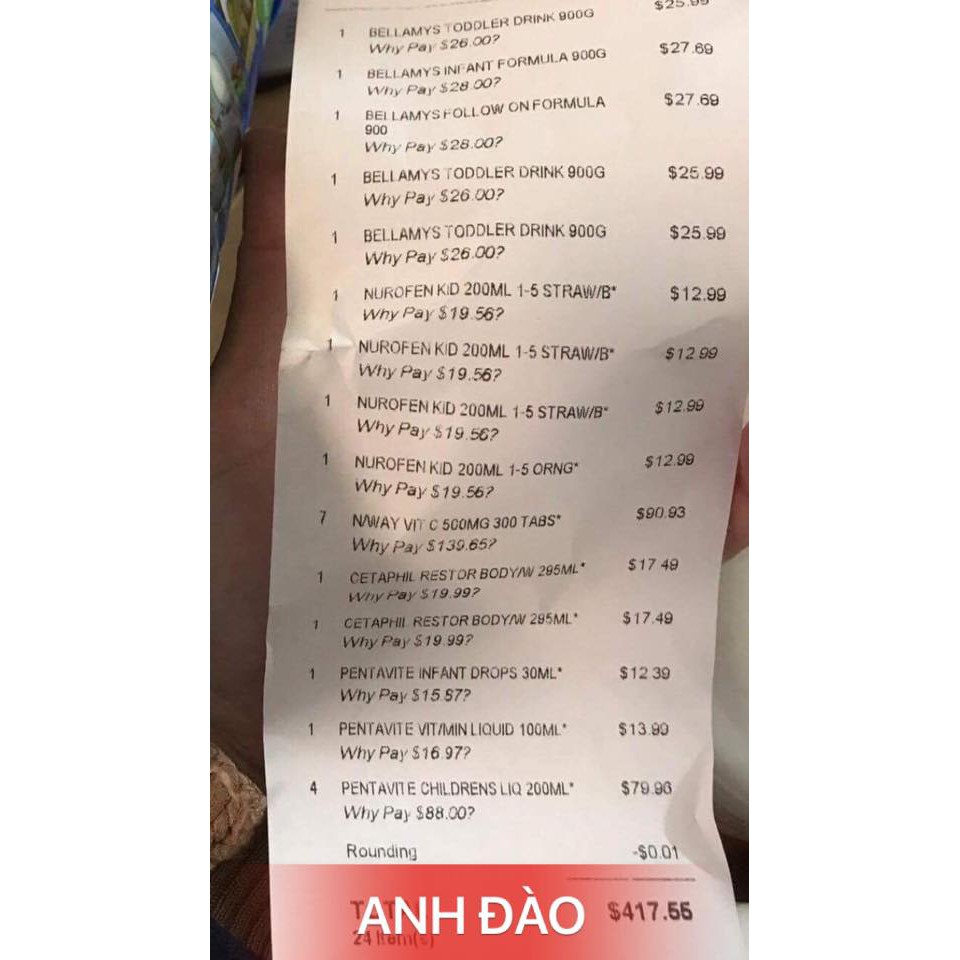 1 BELLAMYS TODDLER DRINK 900G $25.99
Why Pay $26.00?
1 BELLAMYS INFANT FORMULA 900G $27.69
Why Pay $28.00?
1 BELLAMYS FOLLOW ON FORMULA $27.69
900
Why Pay $28.00?
1 BELLAMYS TODDLER DRINK 900G $25.99
Why Pay $26.00?
1 BELLAMYS TODDLER DRINK 900G $25.99
Why Pay $26.00?
1 NUROFEN KID 200ML 1-5 STRAW/B* $12.99
Why Pay $19.56?
1 NUROFEN KID 200ML 1-5 STRAW/B* $12.99
Why Pay $19.56?
1 NUROFEN KID 200ML 1-5 STRAW/B* $12.99
Why Pay $19.56?
1 NUROFEN KID 200ML 1-5 ORNG* $12.99
Why Pay $19.56?
7 N/WAY VIT C 500MG 300 TABS* $90.93
Why Pay $139.65?
1 CETAPHIL RESTOR BODY/W 295ML* $17.49
Why Pay $19.99?
1 CETAPHIL RESTOR BODY/W 295ML* $17.49
Why Pay $19.99?
1 PENTAVITE INFANT DROPS 30ML* $12.39
Why Pay $15.87?
1 PENTAVITE VIT/MIN LIQUID 100ML* $13.99
Why Pay $16.97?
4 PENTAVITE CHILDRENS LIQ 200ML* $79.96
Why Pay $88.00?
Rounding -$0.01
$417.55
ANH ĐÀO
24 Item(s)